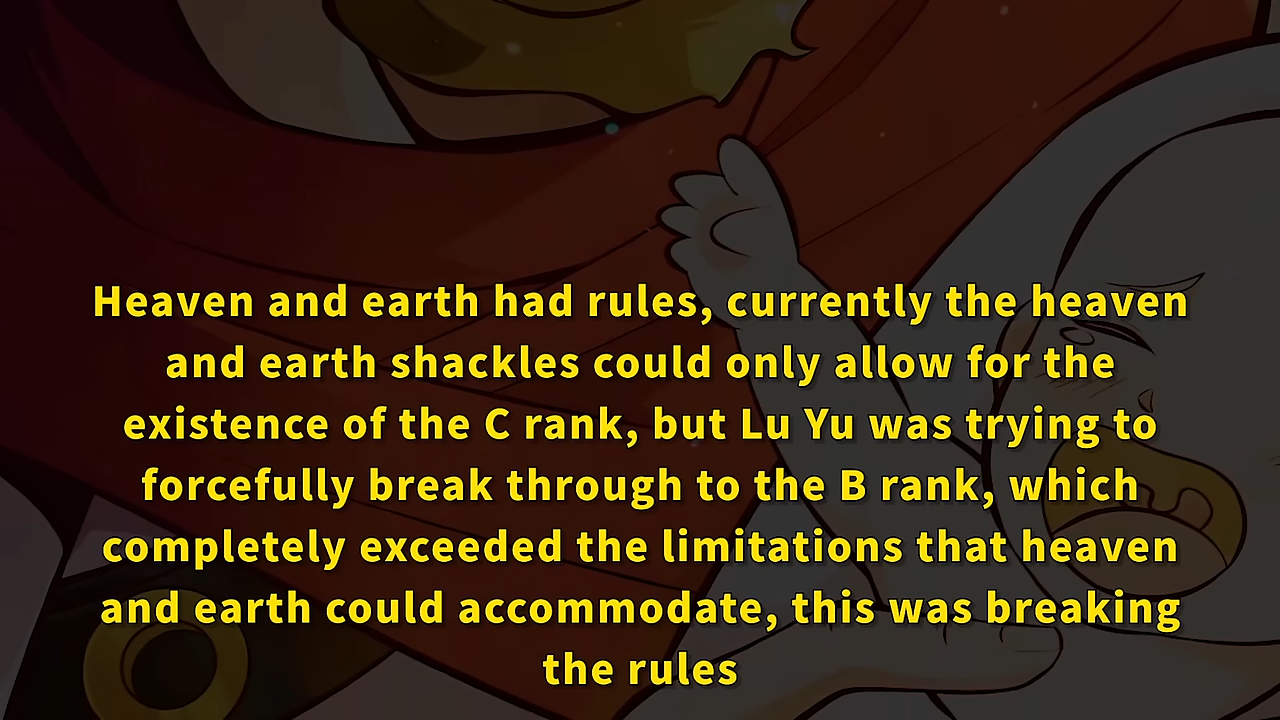 Heaven and earth had rules, currently the heaven
and earth shackles could only allow for the
existence of the C rank, but Lu Yu was trying to
forcefully break through to the B rank, which
completely exceeded the limitations that heaven
and earth could accommodate, this was breaking
the rules